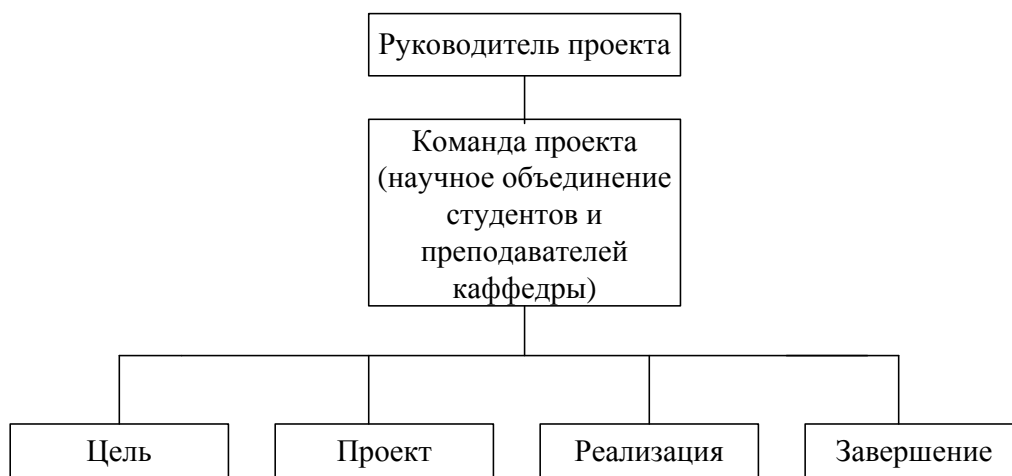 Руководитель проекта
Команда проекта
(научное объединение
студентов и
преподавателей
каффедры)
Цель
Проект
Реализация
Завершение